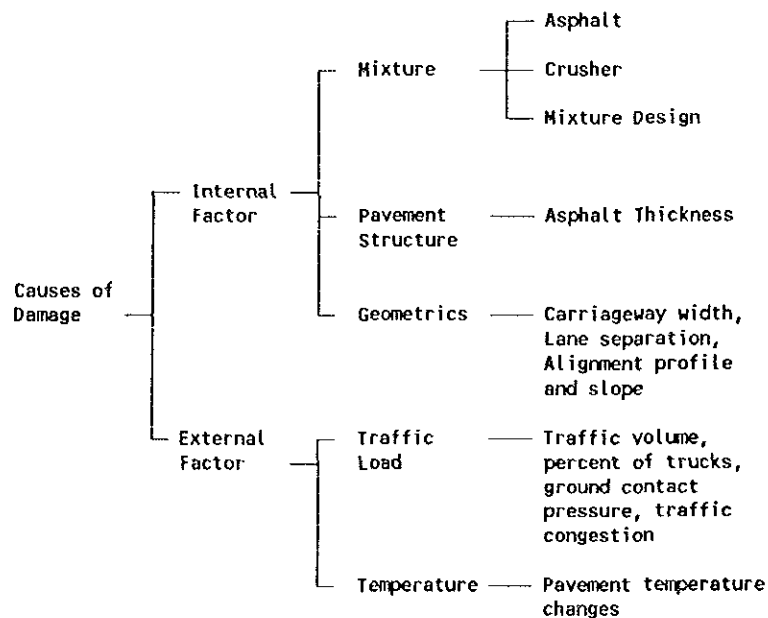 Asphalt
Mixture
Crusher
Mixture Design
Internal
Factor
Pavement
Structure
Asphalt Thickness
Causes of
Damage
Geometrics
Carriageway width,
Lane separation,
Alignment profile
and slope
External
Factor
Traffic
Load
Traffic volume,
percent of trucks,
ground contact
pressure, traffic
congestion
Temperature
Pavement temperature
changes